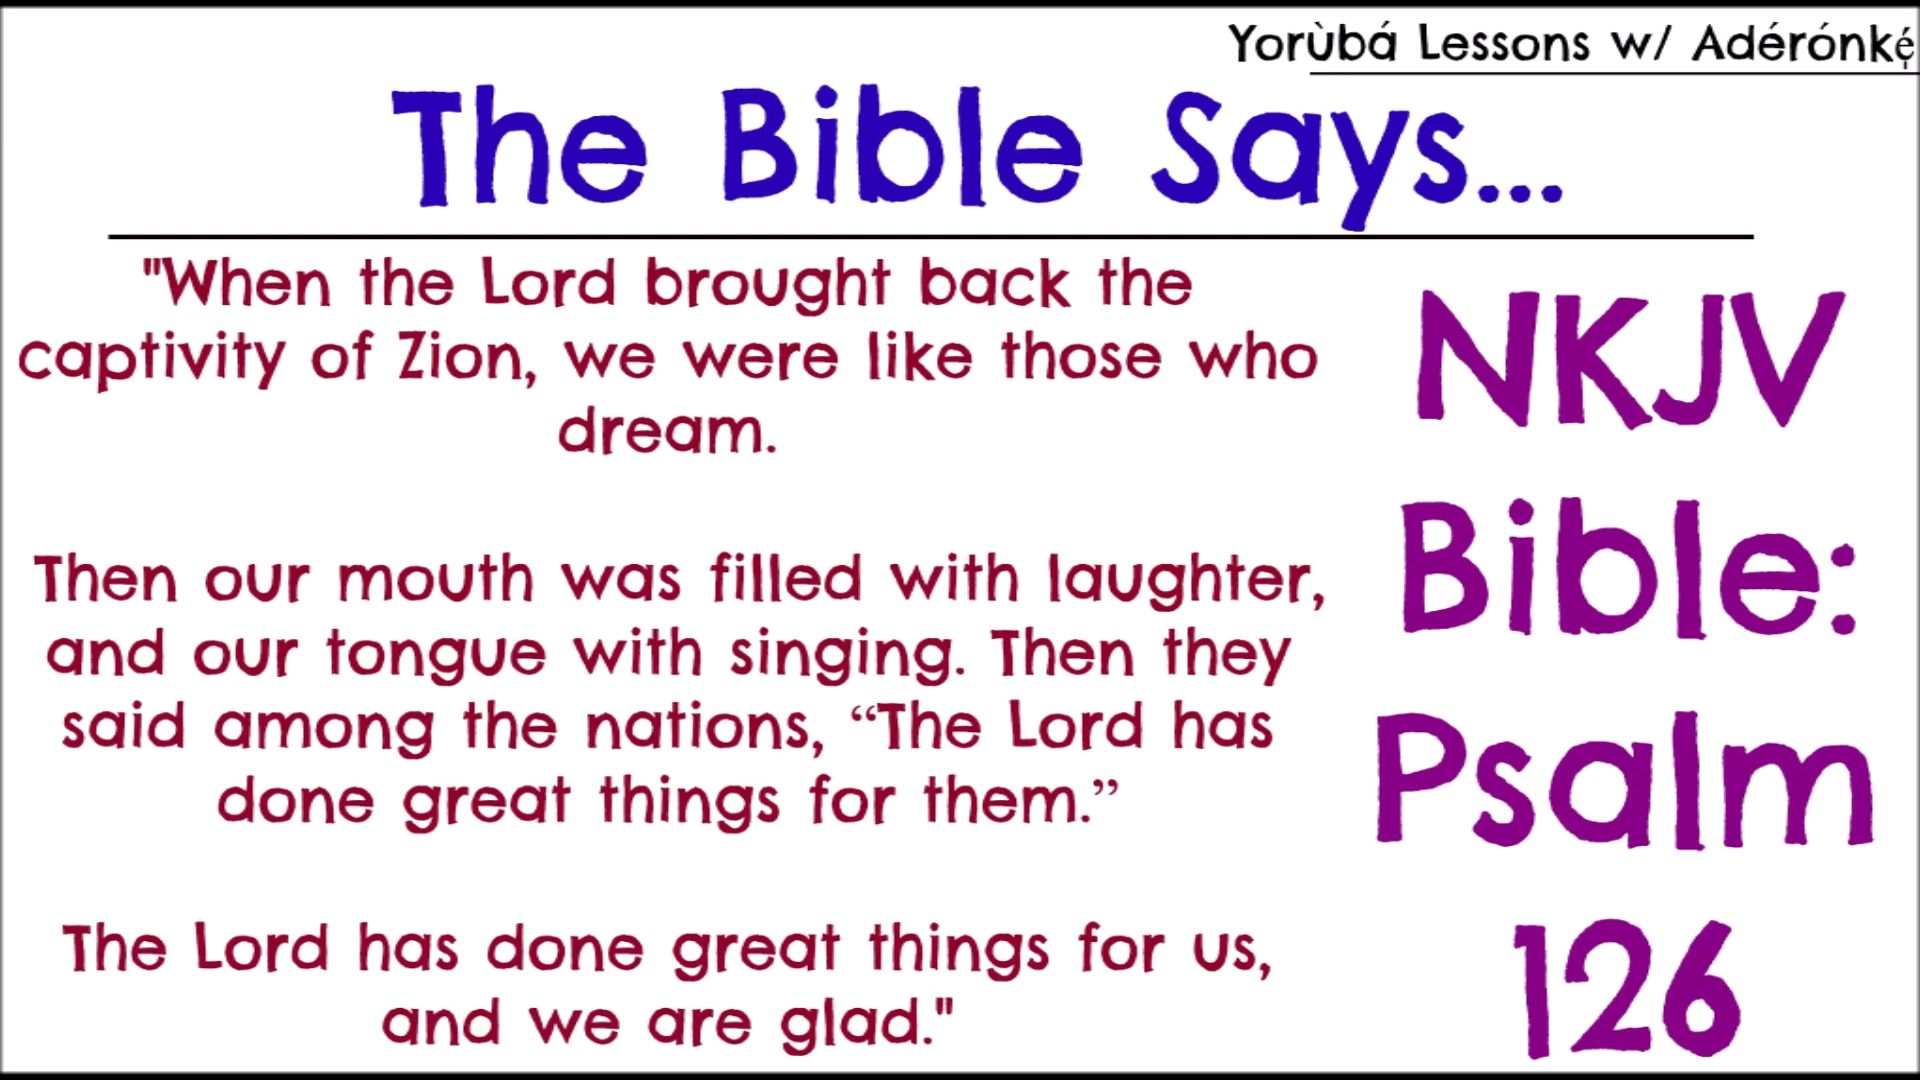 Yorùbá Lessons w/ Adérónkẹ́
The Bible Says...
"When the Lord brought back the
captivity of Zion, we were like those who
dream.
Then our mouth was filled with laughter,
and our tongue with singing. Then they
said among the nations, “The Lord has
done great things for them.”
The Lord has done great things for us,
and we are glad."
NKJV
Bible:
Psalm
126